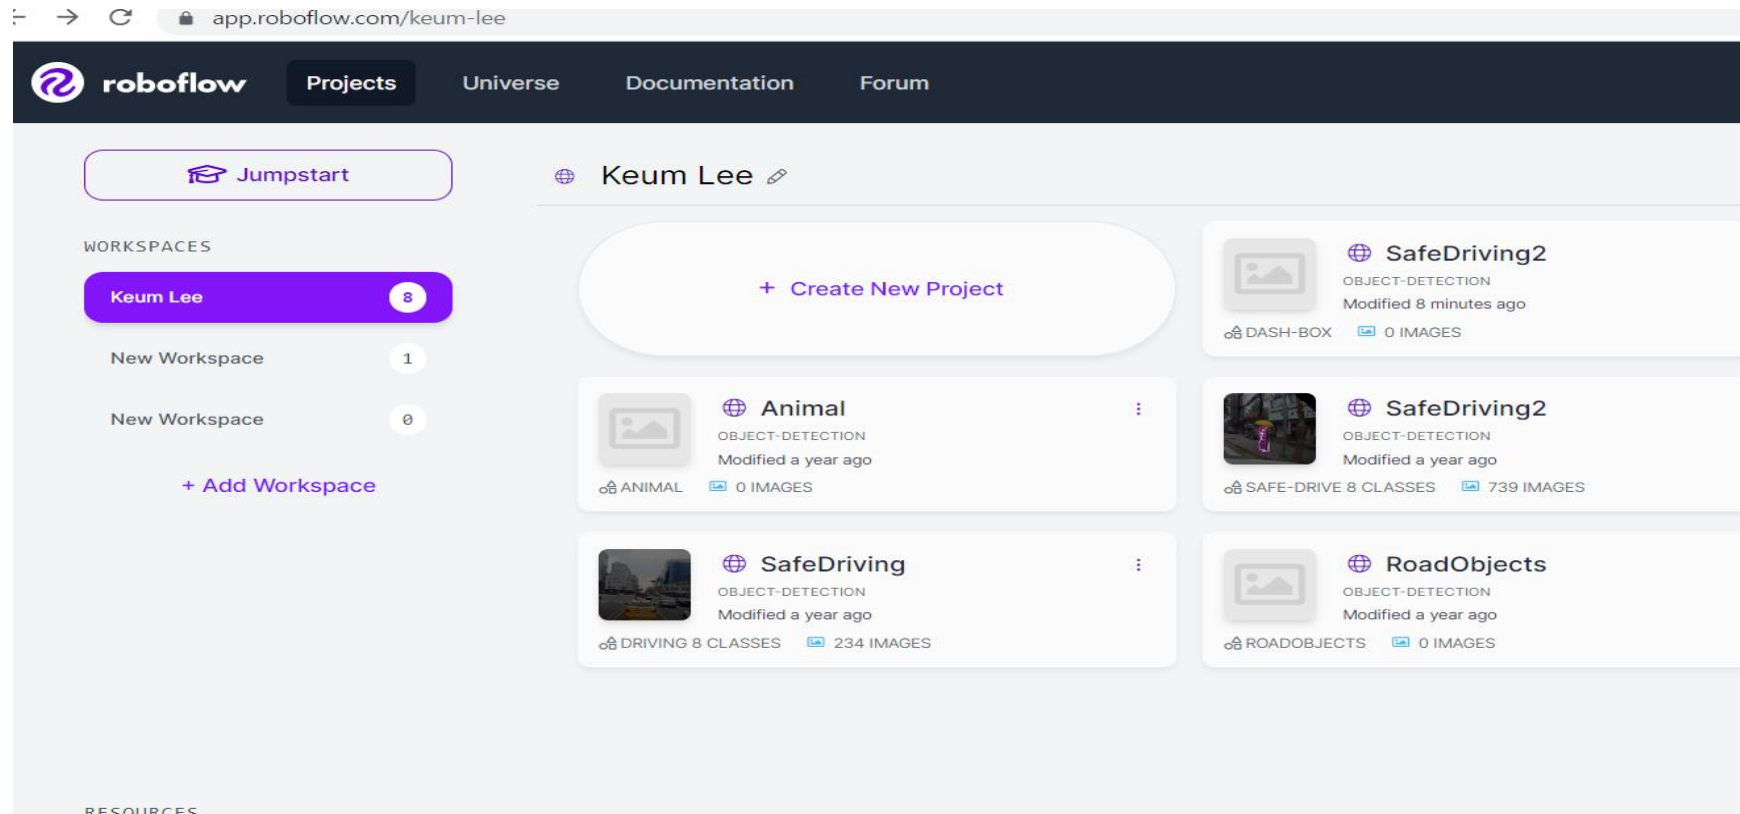 app.roboflow.com/keum-lee
roboflow Projects Universe Documentation Forum
Jumpstart
WORKSPACES
Keum Lee 8
New Workspace 1
New Workspace 0
+ Add Workspace
RESOURCES
Keum Lee
+ Create New Project
SafeDriving2
OBJECT-DETECTION
Modified 8 minutes ago
DASH-BOX 0 IMAGES
Animal
OBJECT-DETECTION
Modified a year ago
ANIMAL 0 IMAGES
SafeDriving2
OBJECT-DETECTION
Modified a year ago
SAFE-DRIVE 8 CLASSES 739 IMAGES
SafeDriving
OBJECT-DETECTION
Modified a year ago
DRIVING 8 CLASSES 234 IMAGES
RoadObjects
OBJECT-DETECTION
Modified a year ago
ROADOBJECTS 0 IMAGES